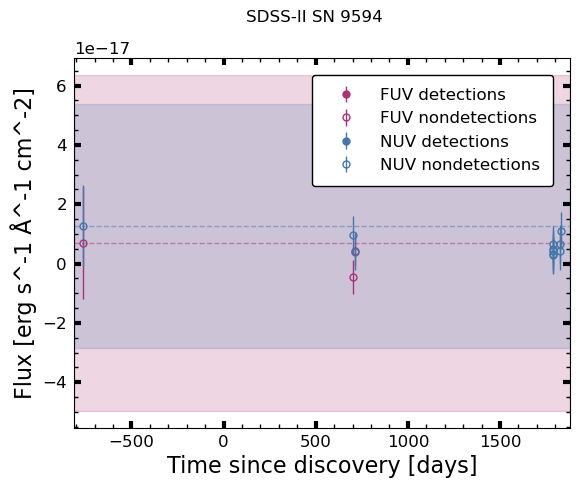 SDSS-II SN 9594
1e−17
6
4
2
0
−2
−4
Flux [erg s^-1 Å^-1 cm^-2]
FUV detections
FUV nondetections
NUV detections
NUV nondetections
−500 0 500 1000 1500
Time since discovery [days]